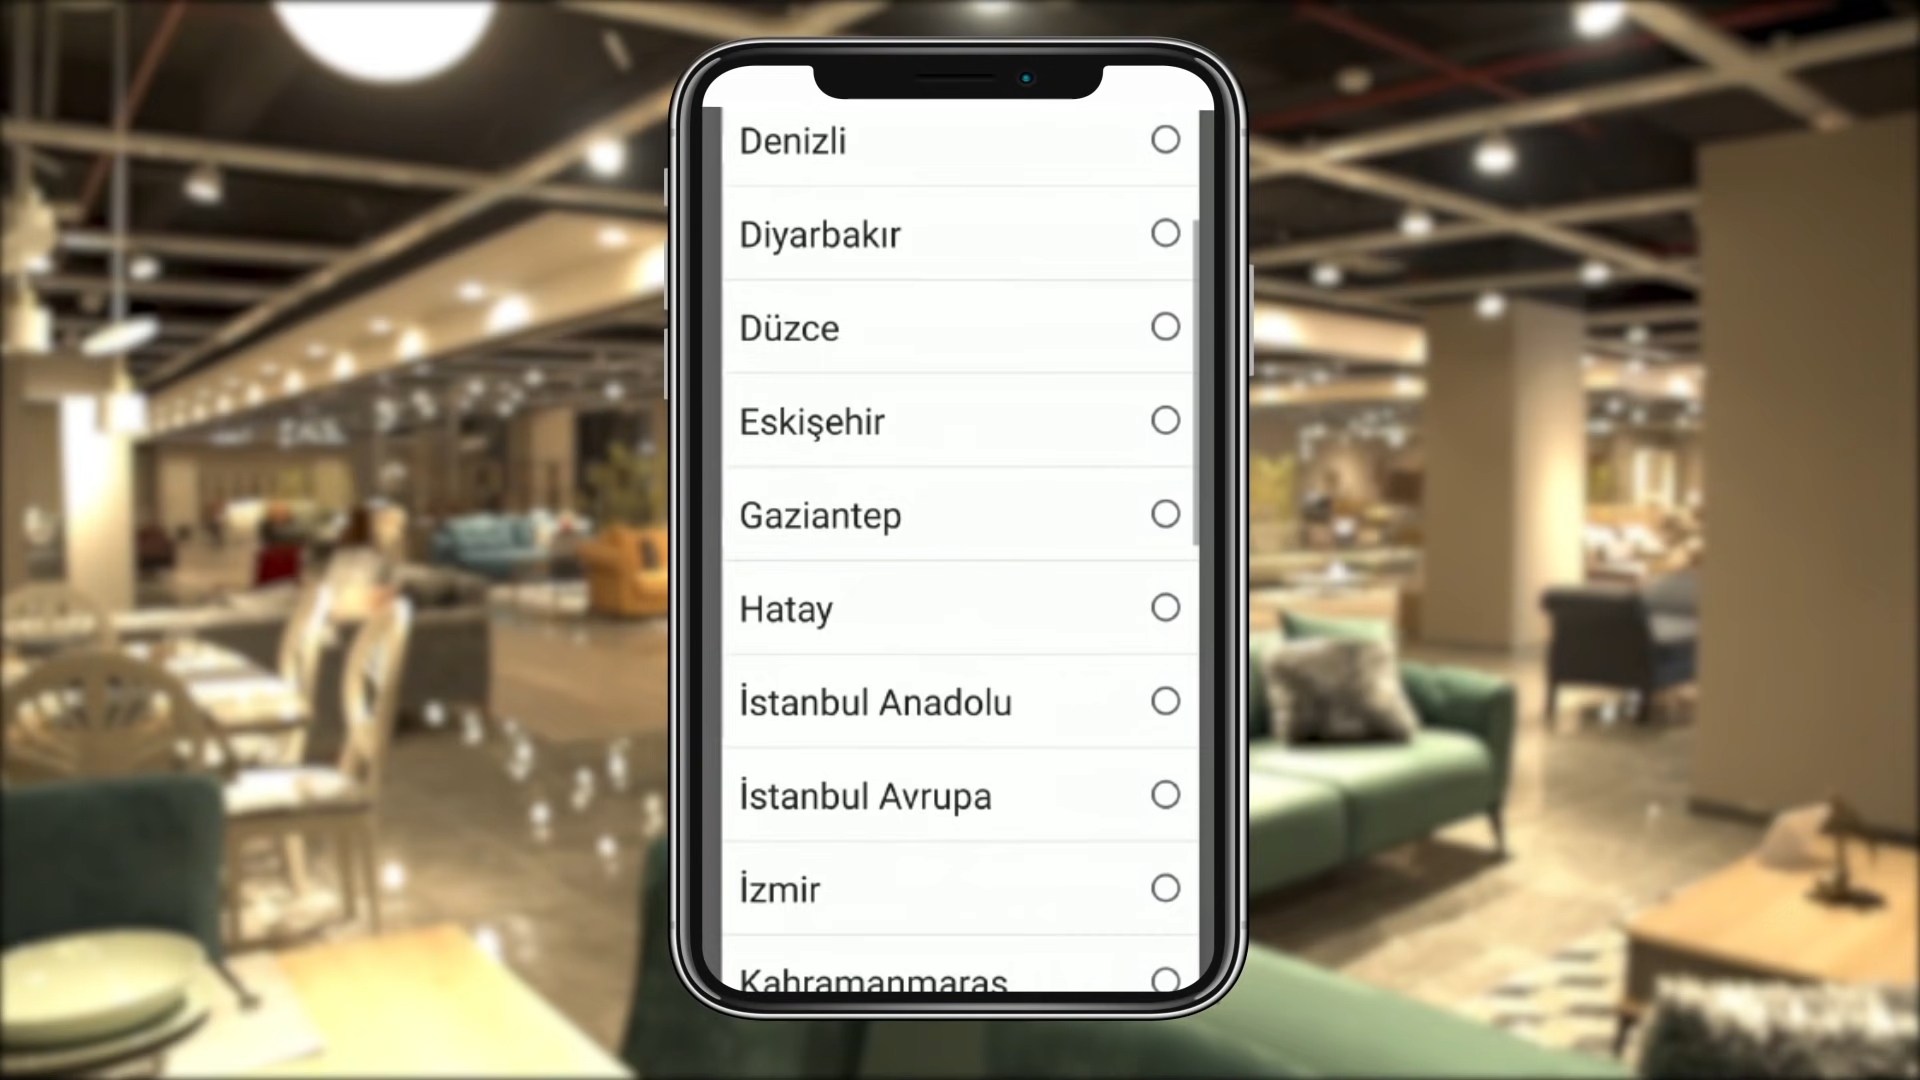 Denizli
Diyarbakır
Düzce
Eskişehir
Gaziantep
Hatay
İstanbul Anadolu
İstanbul Avrupa
İzmir
Kahramanmaraş